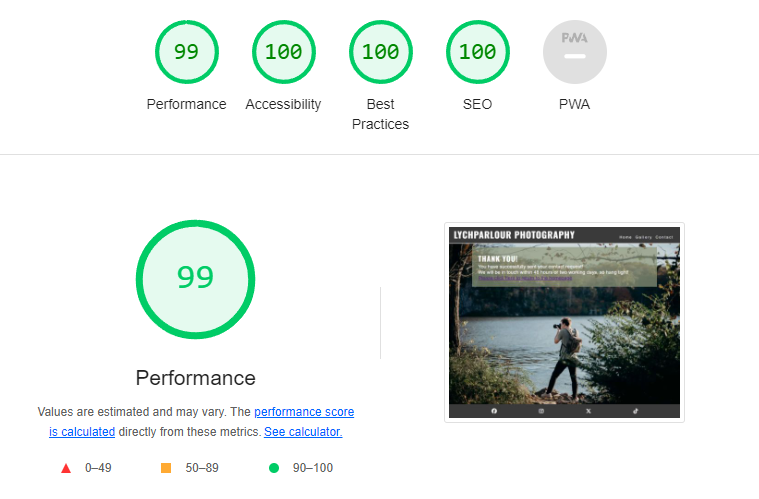 99
100
100
100
PWA
Performance
Accessibility
Best
Practices
SEO
PWA
99
Performance
Values are estimated and may vary. The performance score
is calculated directly from these metrics. See calculator.
0–49
50–89
90–100
LYCHPARLOUR PHOTOGRAPHY
Home Gallery Contact
THANK YOU!
You have successfully sent your contact request!
We will be in touch within 48 hours or two working days, so hang tight!